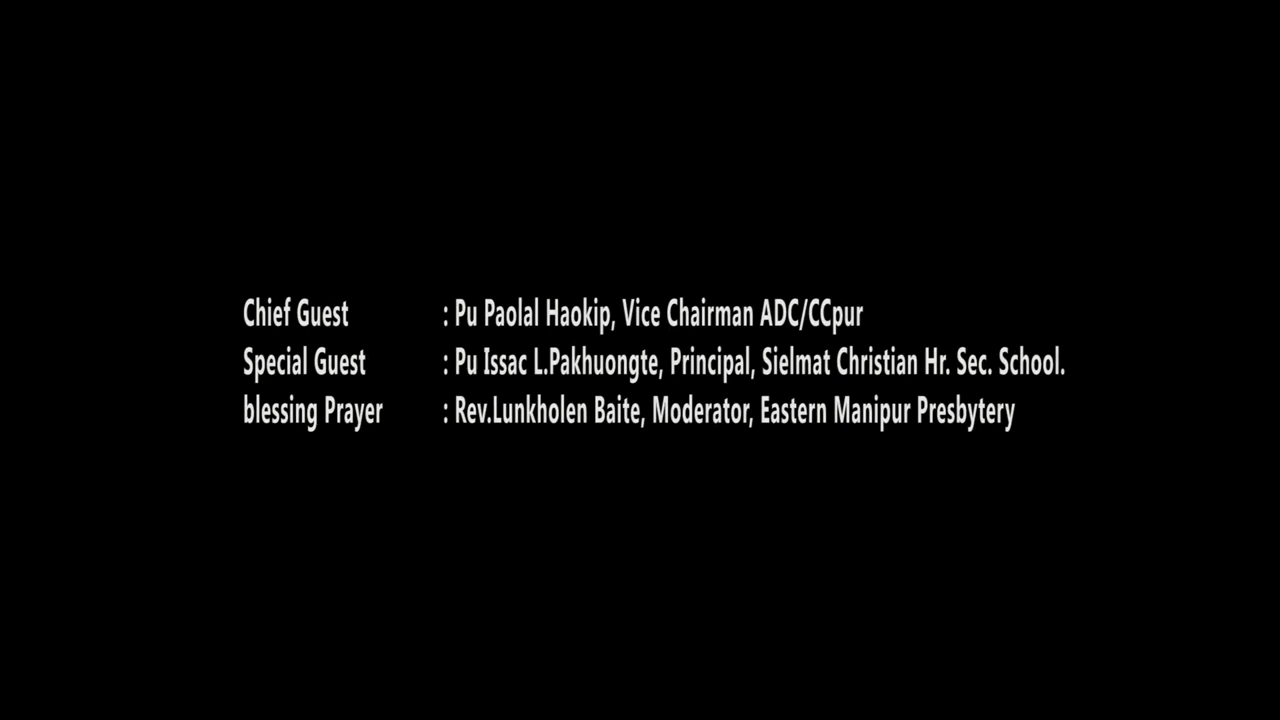 Chief Guest : Pu Paolal Haokip, Vice Chairman ADC/CCpur
Special Guest : Pu Issac L.Pakhuongte, Principal, Sielmat Christian Hr. Sec. School.
blessing Prayer : Rev.Lunkholen Baite, Moderator, Eastern Manipur Presbytery